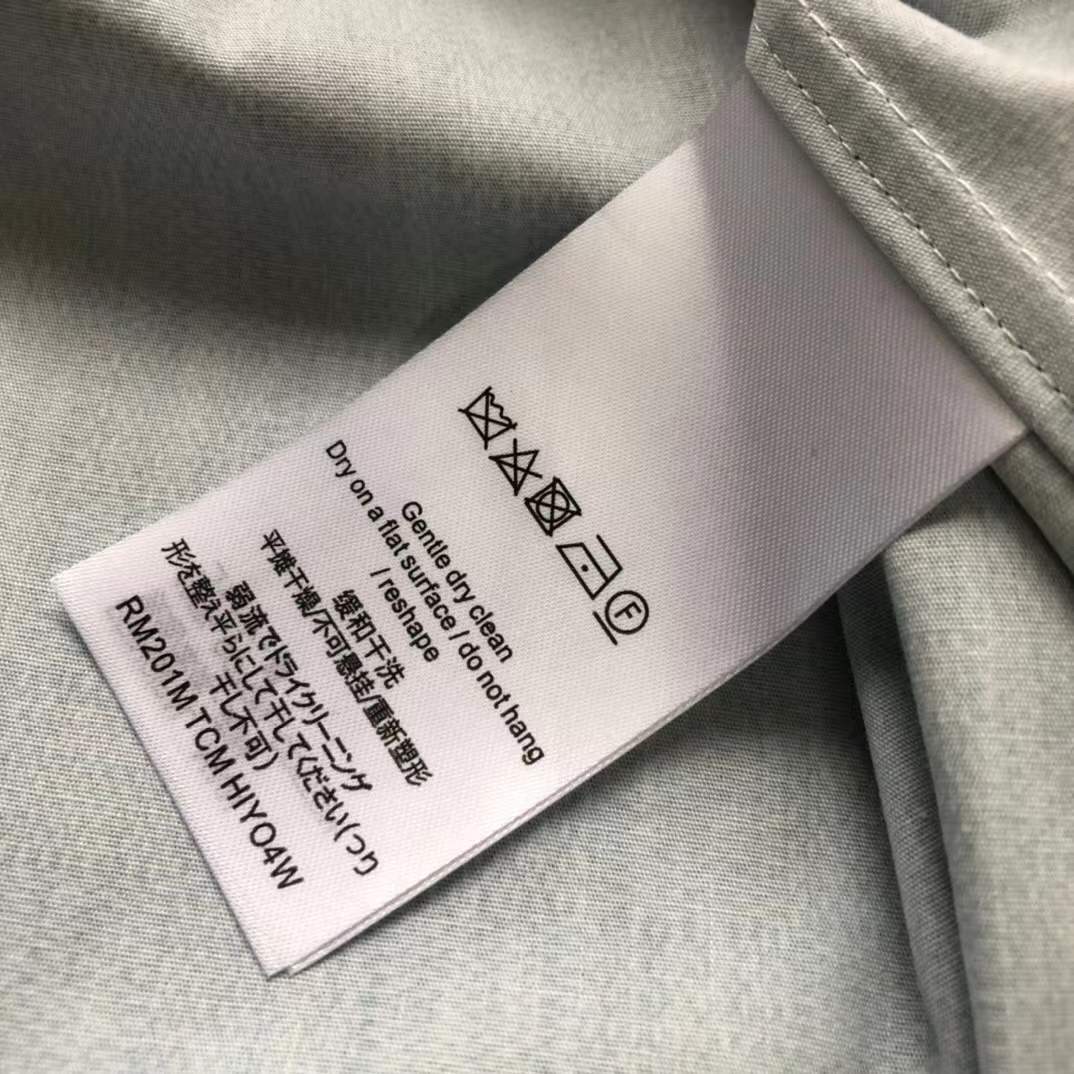 F
Gentle dry clean
Dry on a flat surface / do not hang
/ reshape
缓和干洗
平摊干燥/不可悬挂/重新塑形
弱流でドライクリーニング
形を整え平らにして干してください(つり
干し不可)
RM201M TCM HIYO4W